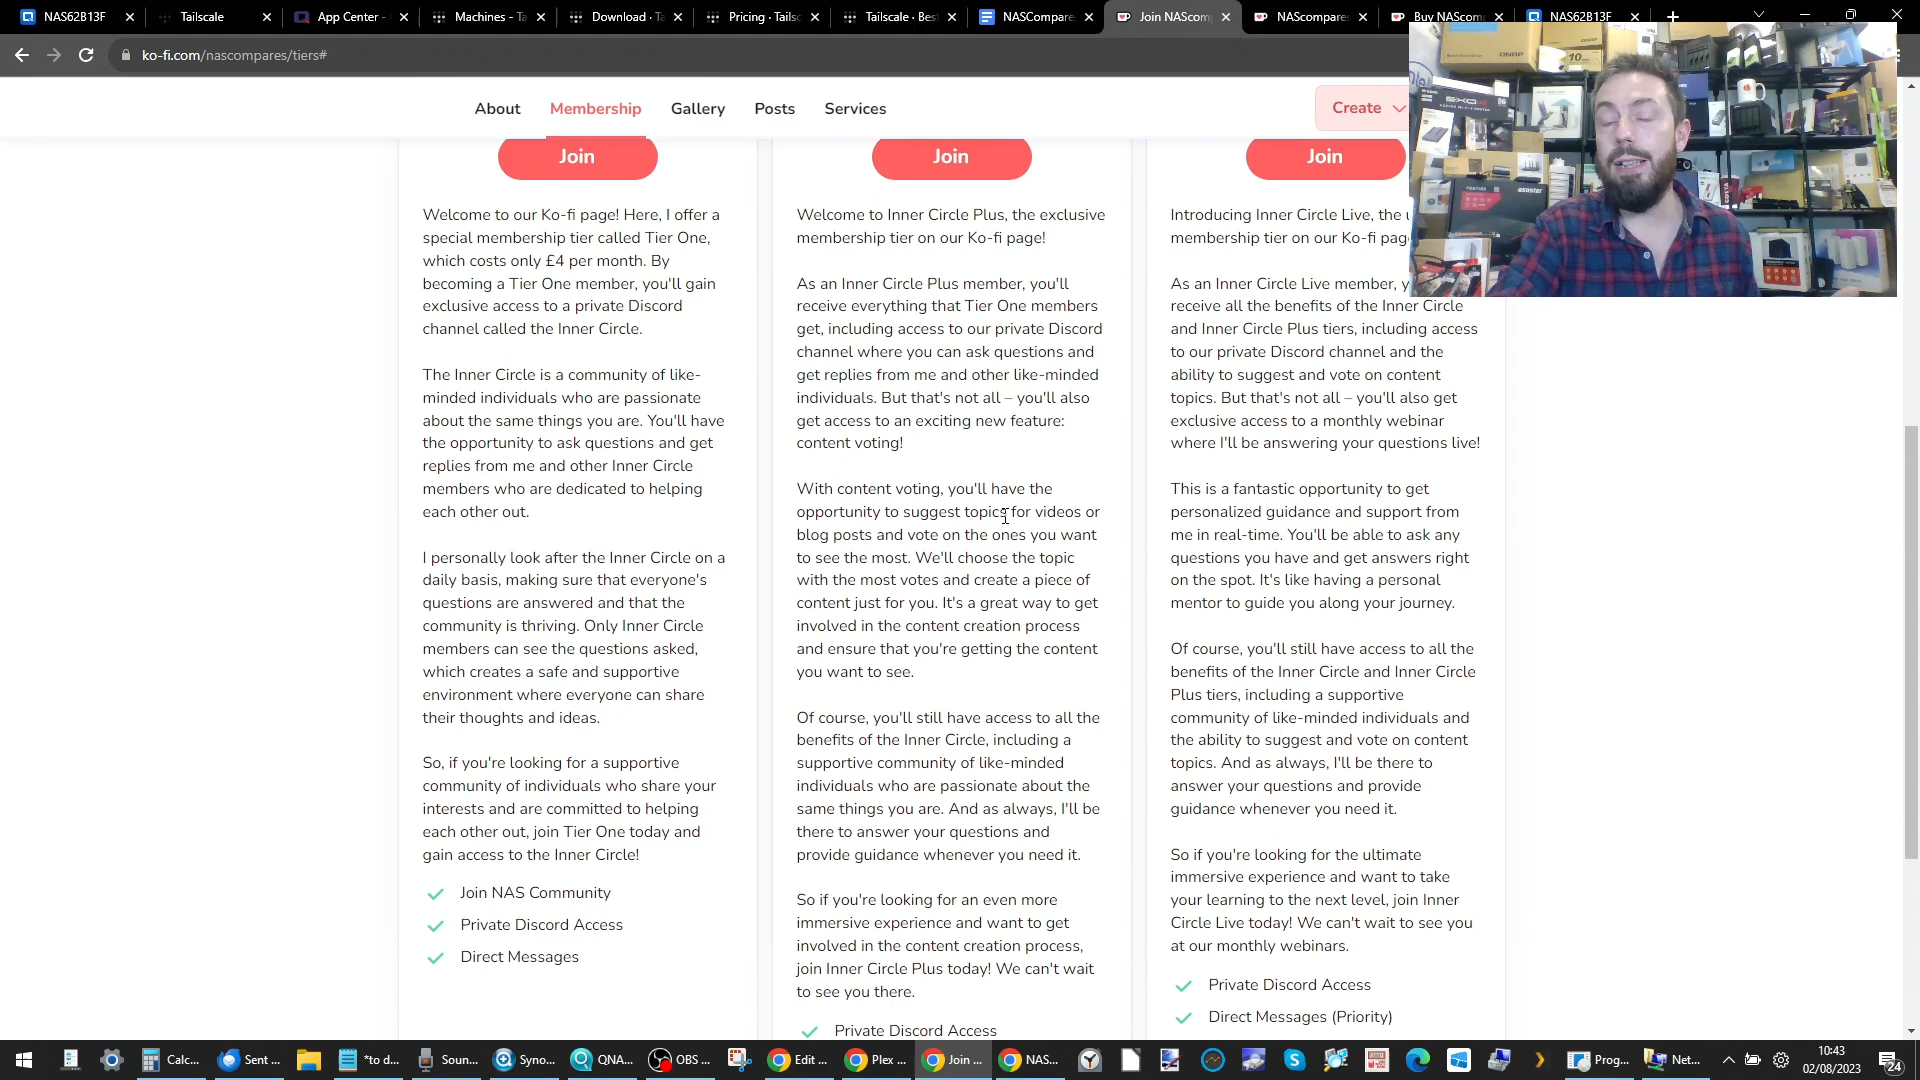 NAS62B13F
Tailscale
App Center -
Machines - Ta
Download · Ta
Pricing · Tailsc
Tailscale · Bes
NASCompare
Join NAScom
NAScompare
Buy NAScom
NAS62B13F
ko-fi.com/nascompares/tiers#
About
Membership
Gallery
Posts
Services
Create
Join
Join
Join
Welcome to our Ko-fi page! Here, I offer a
special membership tier called Tier One,
which costs only £4 per month. By
becoming a Tier One member, you'll gain
exclusive access to a private Discord
channel called the Inner Circle.
The Inner Circle is a community of like-
minded individuals who are passionate
about the same things you are. You'll have
the opportunity to ask questions and get
replies from me and other Inner Circle
members who are dedicated to helping
each other out.
I personally look after the Inner Circle on a
daily basis, making sure that everyone's
questions are answered and that the
community is thriving. Only Inner Circle
members can see the questions asked,
which creates a safe and supportive
environment where everyone can share
their thoughts and ideas.
So, if you're looking for a supportive
community of individuals who share your
interests and are committed to helping
each other out, join Tier One today and
gain access to the Inner Circle!
Join NAS Community
Private Discord Access
Direct Messages
Welcome to Inner Circle Plus, the exclusive
membership tier on our Ko-fi page!
As an Inner Circle Plus member, you'll
receive everything that Tier One members
get, including access to our private Discord
channel where you can ask questions and
get replies from me and other like-minded
individuals. But that's not all – you'll also
get access to an exciting new feature:
content voting!
With content voting, you'll have the
opportunity to suggest topics for videos or
blog posts and vote on the ones you want
to see the most. We'll choose the topic
with the most votes and create a piece of
content just for you. It's a great way to get
involved in the content creation process
and ensure that you're getting the content
you want to see.
Of course, you'll still have access to all the
benefits of the Inner Circle, including a
supportive community of like-minded
individuals who are passionate about the
same things you are. And as always, I'll be
there to answer your questions and
provide guidance whenever you need it.
So if you're looking for an even more
immersive experience and want to get
involved in the content creation process,
join Inner Circle Plus today! We can't wait
to see you there.
Private Discord Access
Introducing Inner Circle Live, the
membership tier on our Ko-fi pag
As an Inner Circle Live member, y
receive all the benefits of the Inner Circle
and Inner Circle Plus tiers, including access
to our private Discord channel and the
ability to suggest and vote on content
topics. But that's not all – you'll also get
exclusive access to a monthly webinar
where I'll be answering your questions live!
This is a fantastic opportunity to get
personalized guidance and support from
me in real-time. You'll be able to ask any
questions you have and get answers right
on the spot. It's like having a personal
mentor to guide you along your journey.
Of course, you'll still have access to all the
benefits of the Inner Circle and Inner Circle
Plus tiers, including a supportive
community of like-minded individuals and
the ability to suggest and vote on content
topics. And as always, I'll be there to
answer your questions and provide
guidance whenever you need it.
So if you're looking for the ultimate
immersive experience and want to take
your learning to the next level, join Inner
Circle Live today! We can't wait to see you
at our monthly webinars.
Private Discord Access
Direct Messages (Priority)
QNAP
EXO
asustor
Calc...
Sent ...
*to d...
Soun...
Syno...
QNA...
OBS ...
Edit ...
Plex ...
Join ...
NAS...
Prog...
Net...
10:43
02/08/2023
24